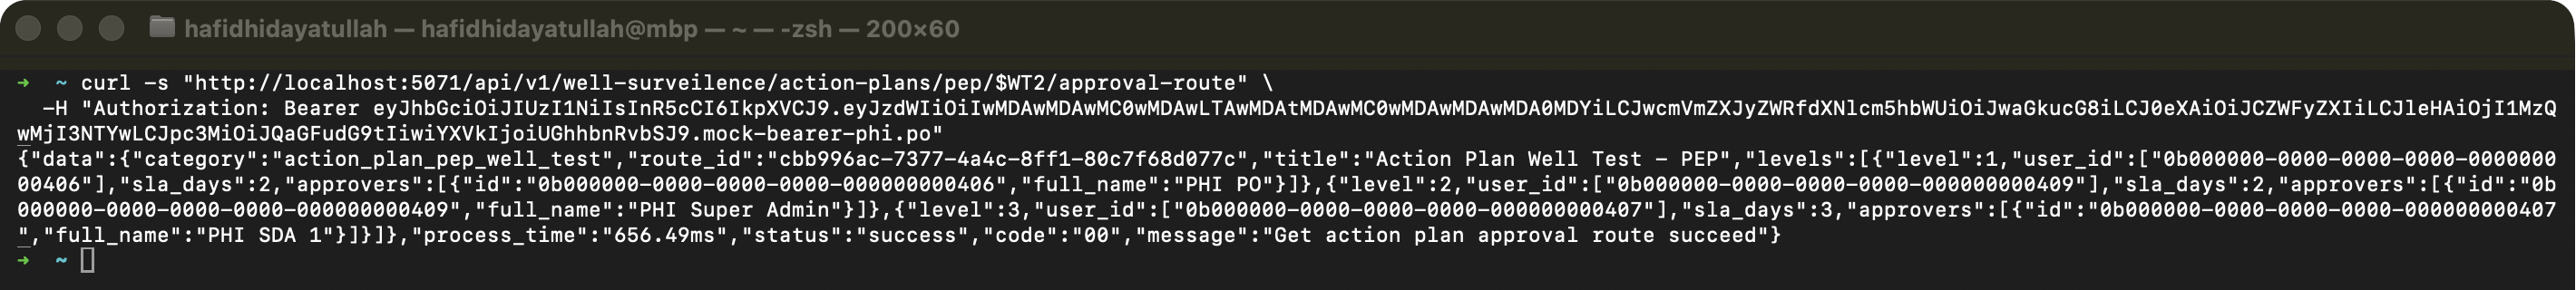 hafidhidayatullah — hafidhidayatullah@mbp — ~ — -zsh — 200×60
➜  ~ curl -s "http://localhost:5071/api/v1/well-surveilence/action-plans/pep/$WT2/approval-route" \
  -H "Authorization: Bearer eyJhbGciOiJIUzI1NiIsInR5cCI6IkpXVCJ9.eyJzdWIiOiIwMDAwMDAwMC0wMDAwLTAwMDAtMDAwMC0wMDAwMDAwMDA0MDYiLCJwcmVmZXJyZWRfdXNlcm5hbWUiOiJwaGkucG8iLCJ0eXAiOiJCZWFyZXIiLCJleHAiOjI1MzQ
wMjI3NTYwLCJpc3MiOiJQaGFudG9tIiwiYXVkIjoiUGhhbnRvbSJ9.mock-bearer-phi.po"
{"data":{"category":"action_plan_pep_well_test","route_id":"cbb996ac-7377-4a4c-8ff1-80c7f68d077c","title":"Action Plan Well Test - PEP","levels":[{"level":1,"user_id":["0b000000-0000-0000-0000-0000000
00406"],"sla_days":2,"approvers":[{"id":"0b000000-0000-0000-0000-000000000406","full_name":"PHI PO"}]},{"level":2,"user_id":["0b000000-0000-0000-0000-000000000409"],"sla_days":2,"approvers":[{"id":"0b
000000-0000-0000-0000-000000000409","full_name":"PHI Super Admin"}]},{"level":3,"user_id":["0b000000-0000-0000-0000-000000000407"],"sla_days":3,"approvers":[{"id":"0b000000-0000-0000-0000-000000000407
","full_name":"PHI SDA 1"}]}]},"process_time":"656.49ms","status":"success","code":"00","message":"Get action plan approval route succeed"}
➜  ~